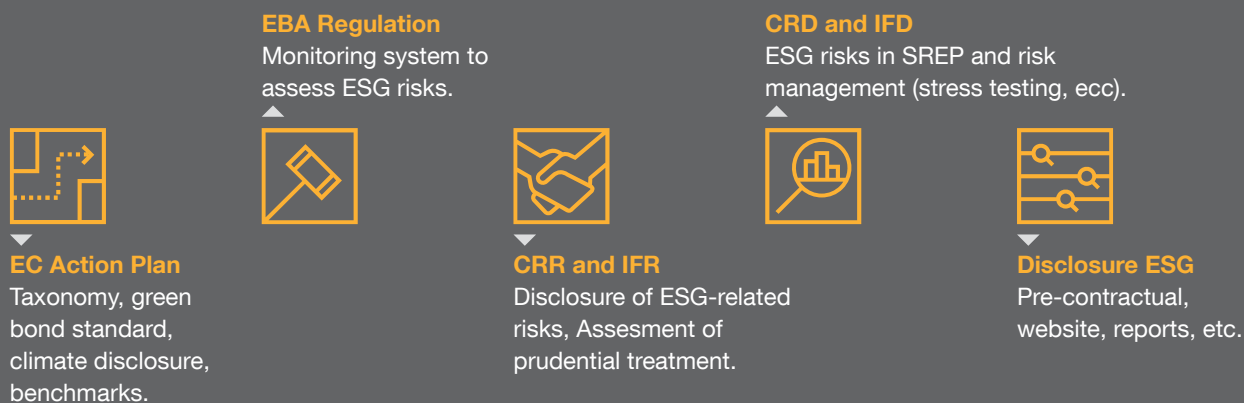 EBA Regulation
Monitoring system to
assess ESG risks.
CRD and IFD
ESG risks in SREP and risk
management (stress testing, ecc).
EC Action Plan
Taxonomy, green
bond standard,
climate disclosure,
benchmarks.
CRR and IFR
Disclosure of ESG-related
risks, Assesment of
prudential treatment.
Disclosure ESG
Pre-contractual,
website, reports, etc.